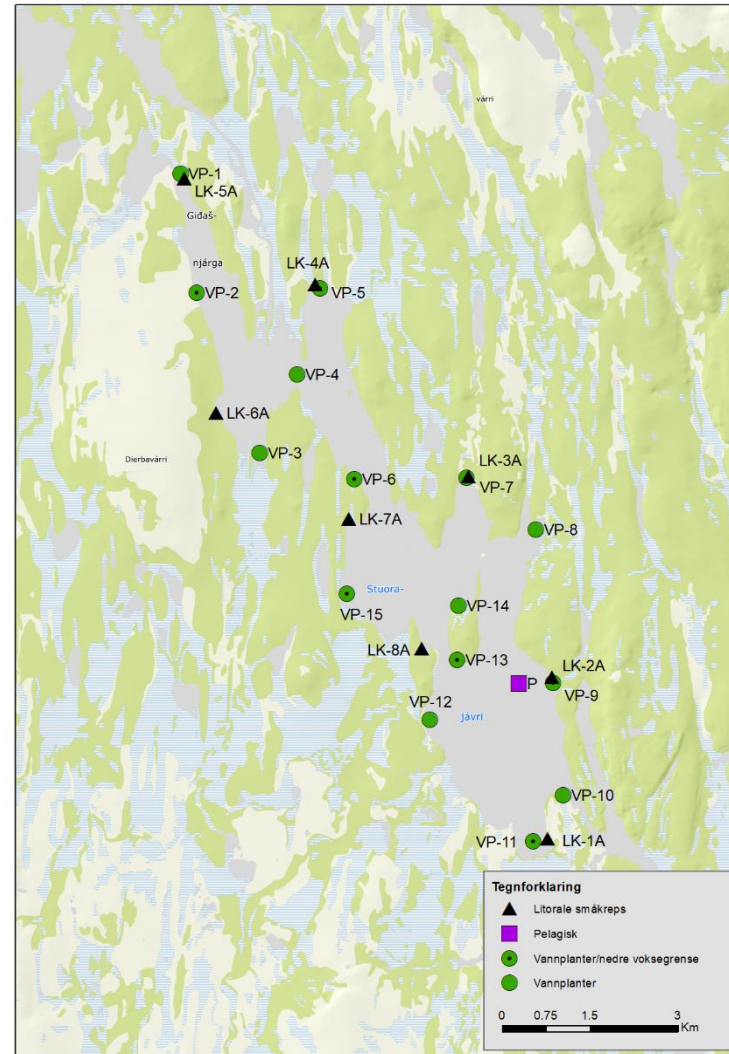 várri
VP-1
LK-5A
Giđaš-
njárga
LK-4A
VP-2
VP-5
VP-4
LK-6A
VP-3
Dierbavárri
LK-3A
VP-6
VP-7
LK-7A
VP-8
Stuora-
VP-15
VP-14
LK-8A
VP-13
LK-2A
P
VP-9
VP-12
jávri
VP-10
VP-11
LK-1A
Tegnforklaring
Litorale småkreps
Pelagisk
Vannplanter/nedre voksegrense
Vannplanter
0 0.75 1.5 3
Km